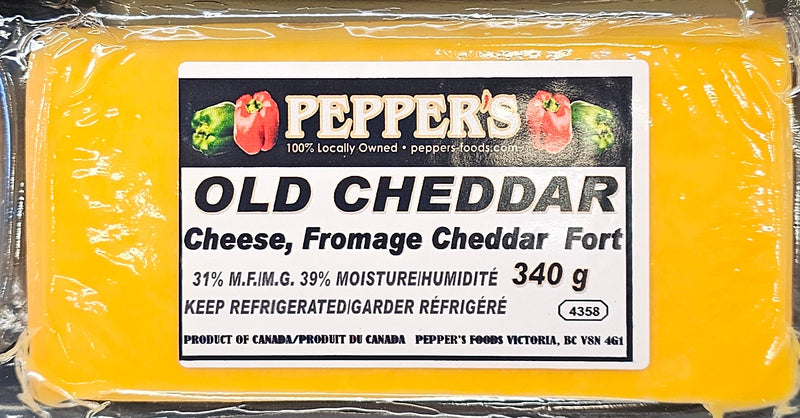 PEPPER'S
100% Locally Owned • peppers-foods.com
OLD CHEDDAR
Cheese, Fromage Cheddar Fort
31% M.F./M.G. 39% MOISTURE/HUMIDITÉ 340 g
KEEP REFRIGERATED/GARDER RÉFRIGÉRÉ 4358
PRODUCT OF CANADA/PRODUIT DU CANADA PEPPER'S FOODS VICTORIA, BC V8N 4G1